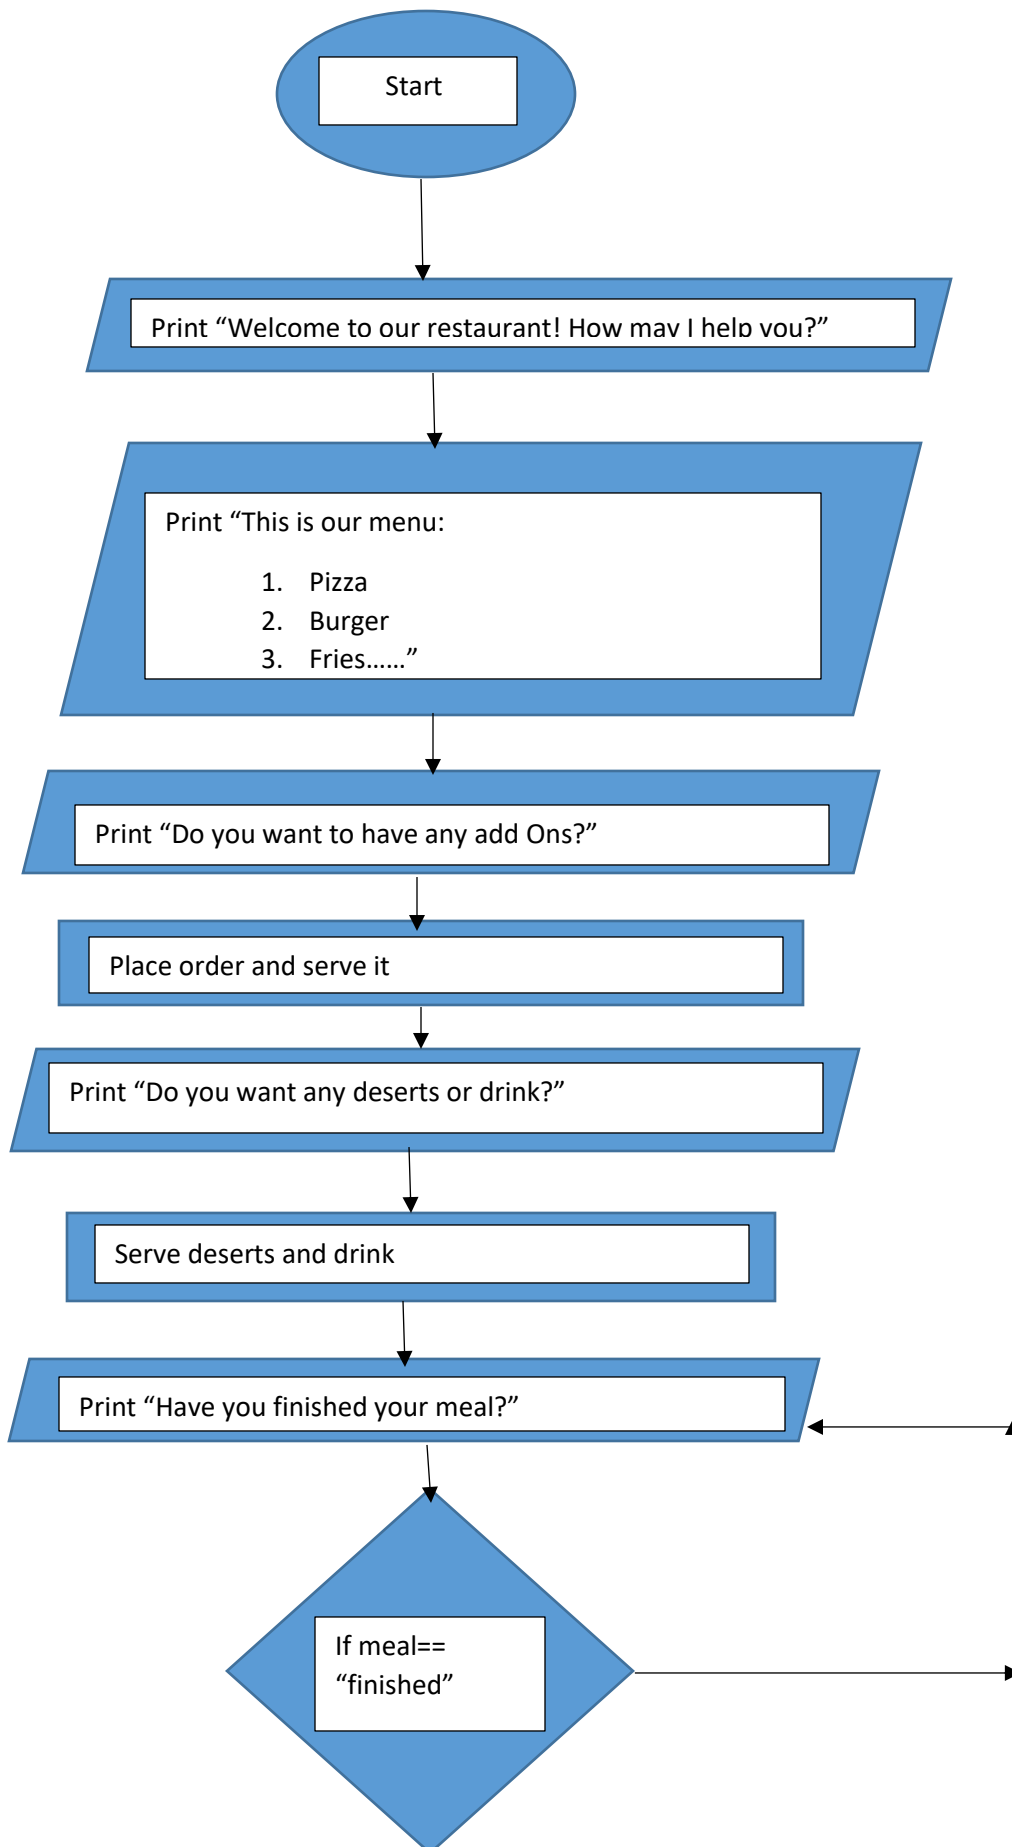 Start
Print “Welcome to our restaurant! How may I help you?”
Print “This is our menu:
1. Pizza
2. Burger
3. Fries......”
Print “Do you want to have any add Ons?”
Place order and serve it
Print “Do you want any deserts or drink?”
Serve deserts and drink
Print “Have you finished your meal?”
If meal==
“finished”